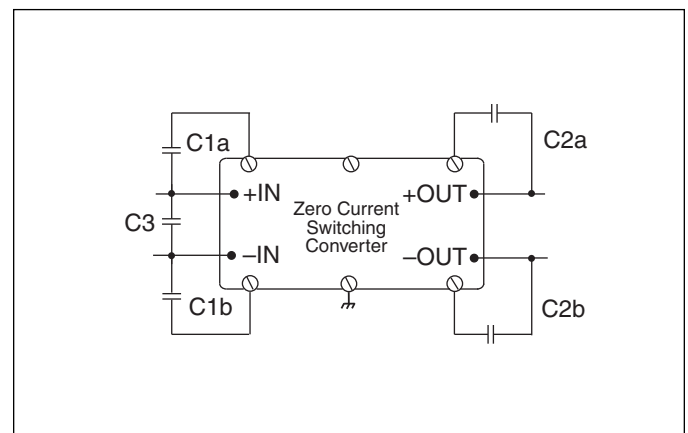 C1a
C2a
+IN
+OUT
Zero Current
Switching
Converter
C3
–IN
–OUT
C1b
C2b